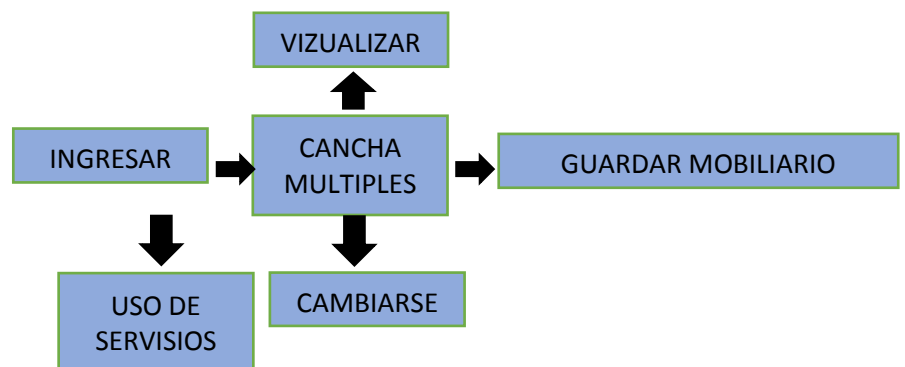 VIZUALIZAR
INGRESAR
CANCHA
MULTIPLES
GUARDAR MOBILIARIO
USO DE
SERVISIOS
CAMBIARSE